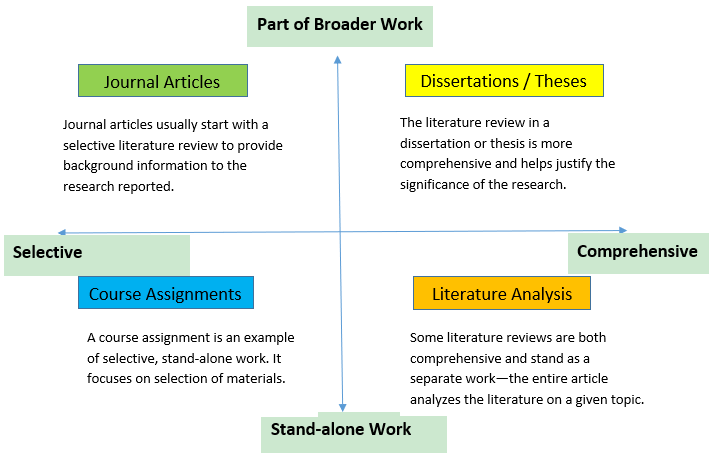 Part of Broader Work
Journal Articles
Journal articles usually start with a
selective literature review to provide
background information to the
research reported.
Dissertations / Theses
The literature review in a
dissertation or thesis is more
comprehensive and helps justify the
significance of the research.
Selective
Comprehensive
Course Assignments
A course assignment is an example
of selective, stand-alone work. It
focuses on selection of materials.
Literature Analysis
Some literature reviews are both
comprehensive and stand as a
separate work—the entire article
analyzes the literature on a given topic.
Stand-alone Work